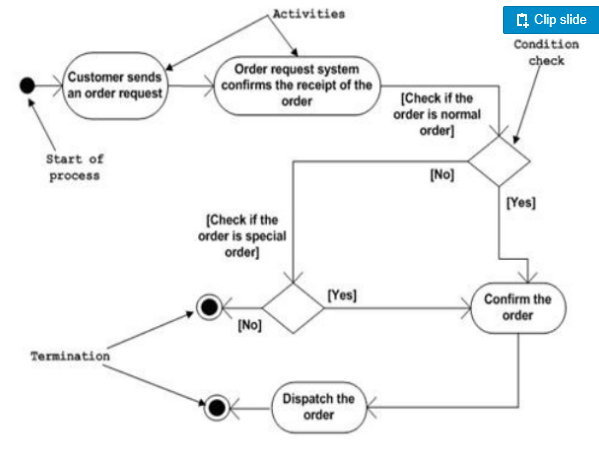 Activities
Clip slide
Condition
check
Customer sends
an order request
Order request system
confirms the receipt of the
order
[Check if the
order is normal
order]
Start of
process
[No]
[Yes]
[Check if the
order is special
order]
[Yes]
[No]
Confirm the
order
Termination
Dispatch the
order